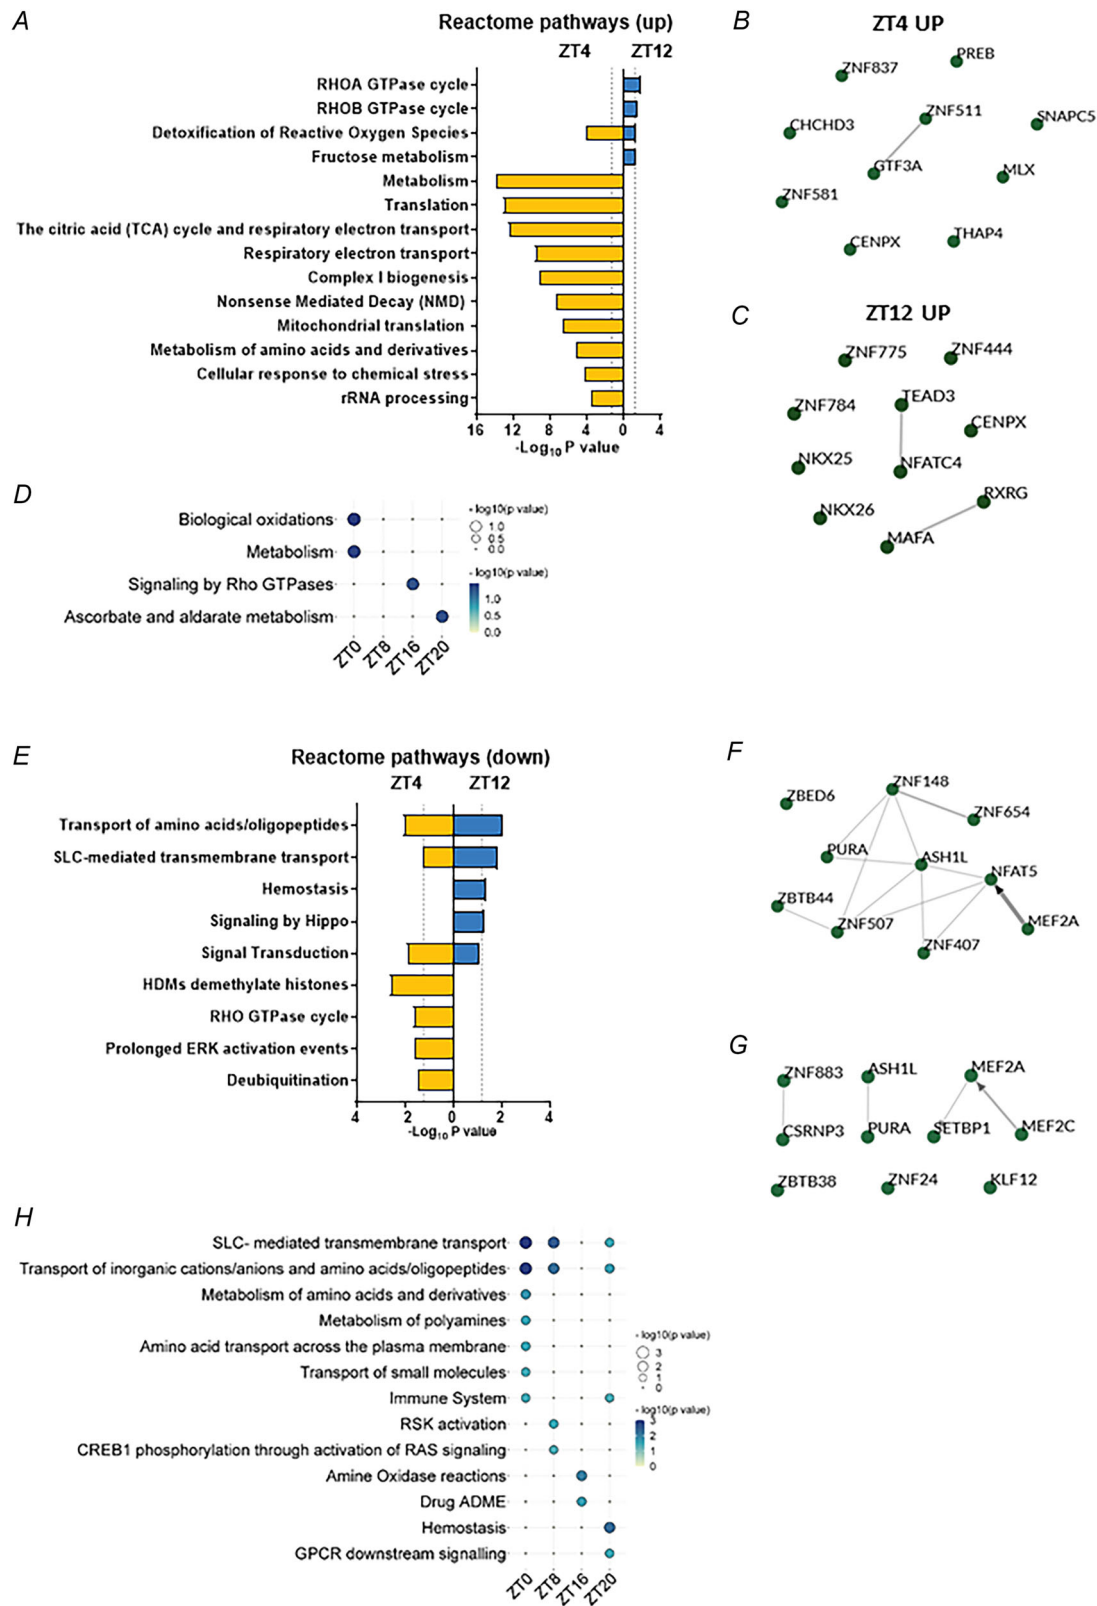 A
Reactome pathways (up)
ZT4 ZT12
RHOA GTPase cycle
RHOB GTPase cycle
Detoxification of Reactive Oxygen Species
Fructose metabolism
Metabolism
Translation
The citric acid (TCA) cycle and respiratory electron transport
Respiratory electron transport
Complex I biogenesis
Nonsense Mediated Decay (NMD)
Mitochondrial translation
Metabolism of amino acids and derivatives
Cellular response to chemical stress
rRNA processing
16 12 8 4 0 4
-Log10 P value
B
ZT4 UP
PREB
ZNF837
ZNF511
SNAPC5
CHCHD3
GTF3A
MLX
ZNF581
THAP4
CENPX
C
ZT12 UP
ZNF775
ZNF444
TEAD3
ZNF784
CENPX
NKX25
NFATC4
RXRG
NKX26
MAFA
D
Biological oxidations
Metabolism
Signaling by Rho GTPases
Ascorbate and aldarate metabolism
ZT0 ZT8 ZT16 ZT20
- log10(p value)
1.0
0.5
0.0
- log10(p value)
1.0
0.5
0.0
E
Reactome pathways (down)
ZT4 ZT12
Transport of amino acids/oligopeptides
SLC-mediated transmembrane transport
Hemostasis
Signaling by Hippo
Signal Transduction
HDMs demethylate histones
RHO GTPase cycle
Prolonged ERK activation events
Deubiquitination
4 2 0 2 4
-Log10 P value
F
ZNF148
ZBED6
ZNF654
PURA
ASH1L
NFAT5
ZBTB44
ZNF507
MEF2A
ZNF407
G
ZNF883
ASH1L
MEF2A
CSRNP3
PURA
SETBP1
MEF2C
ZBTB38
ZNF24
KLF12
H
SLC- mediated transmembrane transport
Transport of inorganic cations/anions and amino acids/oligopeptides
Metabolism of amino acids and derivatives
Metabolism of polyamines
Amino acid transport across the plasma membrane
Transport of small molecules
Immune System
RSK activation
CREB1 phosphorylation through activation of RAS signaling
Amine Oxidase reactions
Drug ADME
Hemostasis
GPCR downstream signalling
ZT0 ZT8 ZT16 ZT20
- log10(p value)
3
2
1
0
- log10(p value)
3
2
1
0